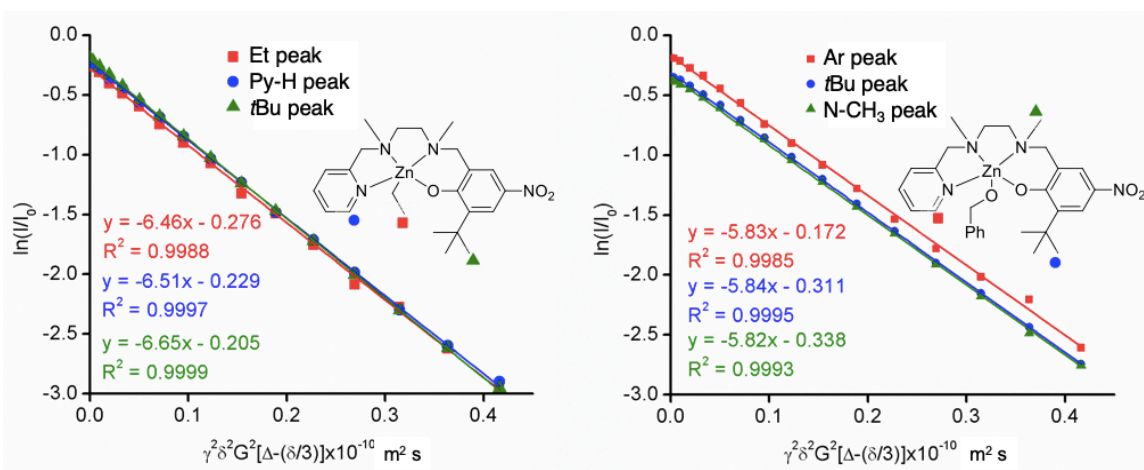 0.0
-0.5
-1.0
-1.5
-2.0
-2.5
-3.0
ln(I/I₀)
Et peak
Py-H peak
tBu peak
N
N
Zn
N
O
NO₂
y = -6.46x - 0.276
R² = 0.9988
y = -6.51x - 0.229
R² = 0.9997
y = -6.65x - 0.205
R² = 0.9999
0.0 0.1 0.2 0.3 0.4
γ²δ²G²[Δ-(δ/3)]x10⁻¹⁰ m² s
0.0
-0.5
-1.0
-1.5
-2.0
-2.5
-3.0
ln(I/I₀)
Ar peak
tBu peak
N-CH₃ peak
N
N
Zn
N
O
O
NO₂
Ph
y = -5.83x - 0.172
R² = 0.9985
y = -5.84x - 0.311
R² = 0.9995
y = -5.82x - 0.338
R² = 0.9993
0.0 0.1 0.2 0.3 0.4
γ²δ²G²[Δ-(δ/3)]x10⁻¹⁰ m² s